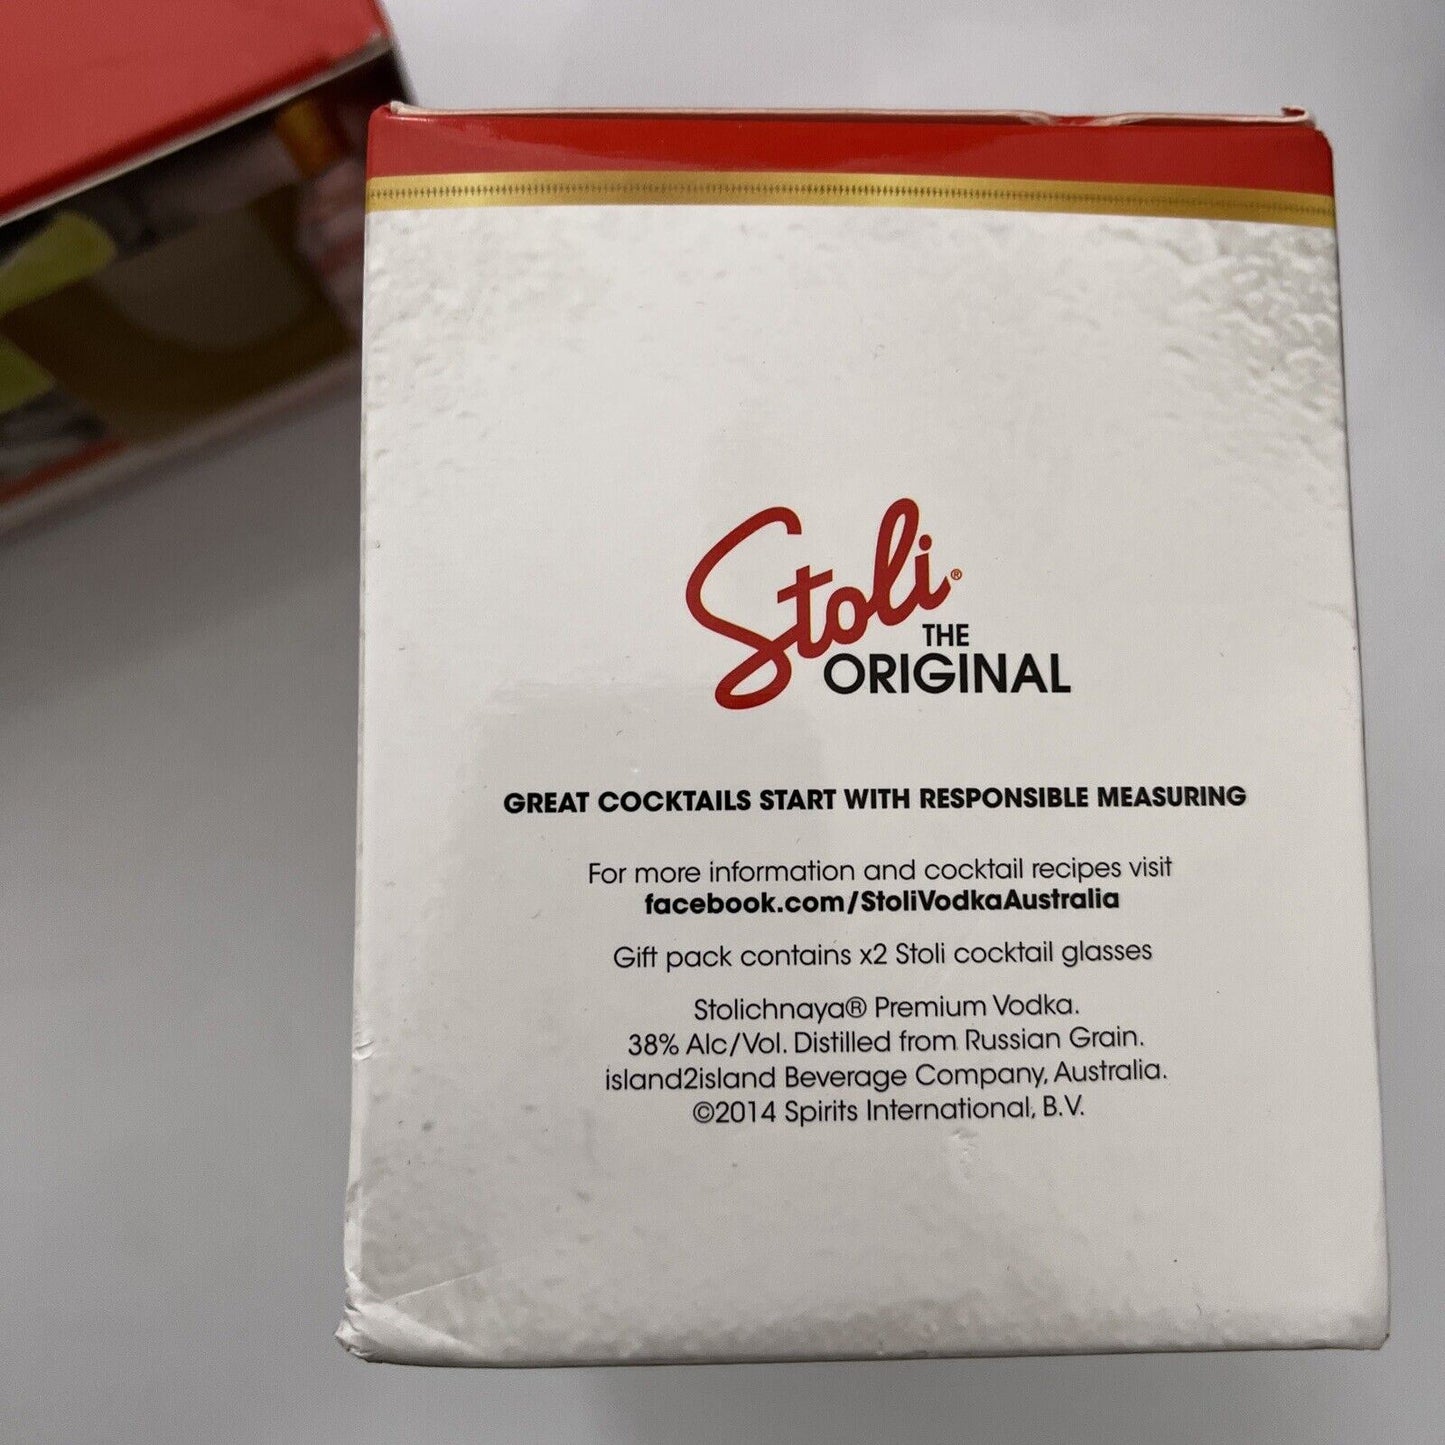 Stoli®
THE
ORIGINAL
GREAT COCKTAILS START WITH RESPONSIBLE MEASURING
For more information and cocktail recipes visit
facebook.com/StoliVodkaAustralia
Gift pack contains x2 Stoli cocktail glasses
Stolichnaya® Premium Vodka.
38% Alc/Vol. Distilled from Russian Grain.
island2island Beverage Company, Australia.
©2014 Spirits International, B.V.